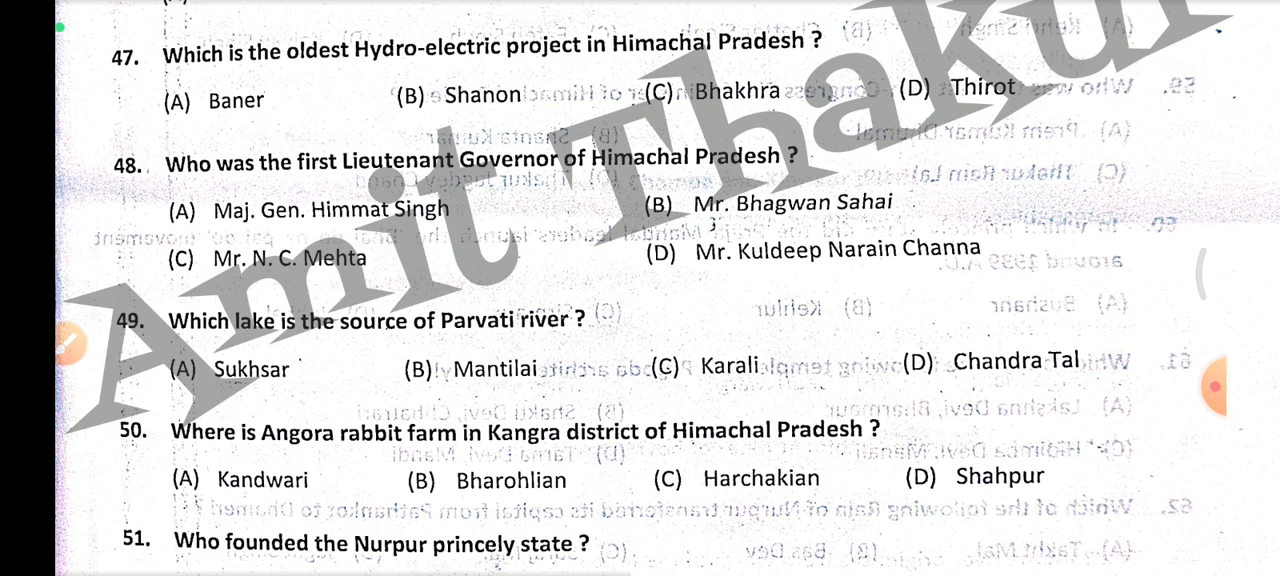 47. Which is the oldest Hydro-electric project in Himachal Pradesh ?
(A) Baner (B) Shanon (C) Bhakhra (D) Thirot
48. Who was the first Lieutenant Governor of Himachal Pradesh ?
(A) Maj. Gen. Himmat Singh (B) Mr. Bhagwan Sahai
(C) Mr. N. C. Mehta (D) Mr. Kuldeep Narain Channa
49. Which lake is the source of Parvati river ?
(A) Sukhsar (B) Mantilai (C) Karali (D) Chandra Tal
50. Where is Angora rabbit farm in Kangra district of Himachal Pradesh ?
(A) Kandwari (B) Bharohlian (C) Harchakian (D) Shahpur
51. Who founded the Nurpur princely state ?
Amit Thakur